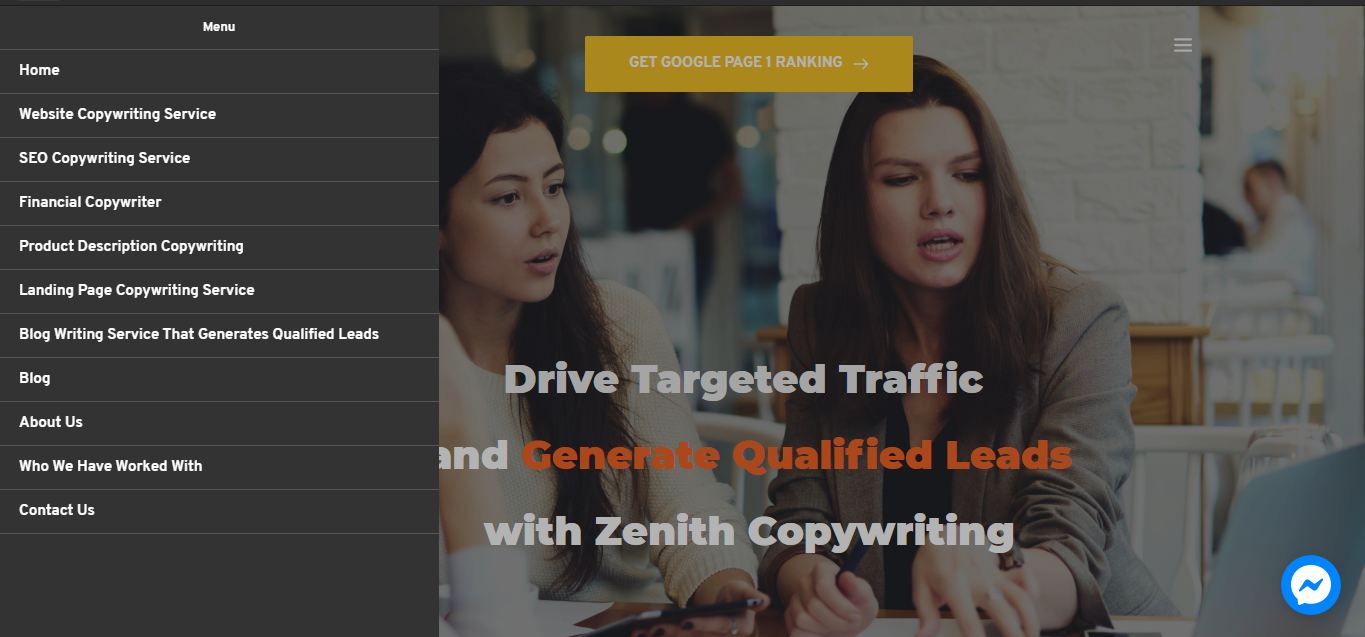 Menu
Home
Website Copywriting Service
SEO Copywriting Service
Financial Copywriter
Product Description Copywriting
Landing Page Copywriting Service
Blog Writing Service That Generates Qualified Leads
Blog
About Us
Who We Have Worked With
Contact Us
GET GOOGLE PAGE 1 RANKING
Drive Targeted Traffic
and Generate Qualified Leads
with Zenith Copywriting